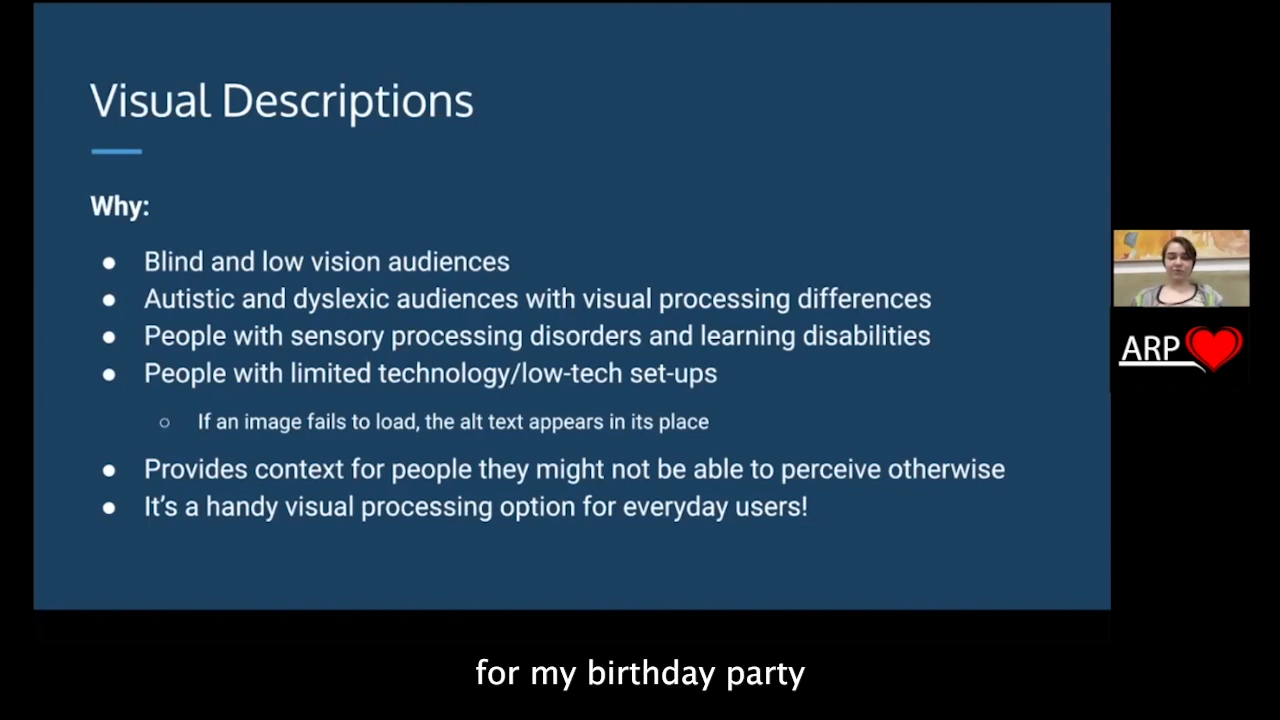 Visual Descriptions
Why:
● Blind and low vision audiences
● Autistic and dyslexic audiences with visual processing differences
● People with sensory processing disorders and learning disabilities
● People with limited technology/low-tech set-ups
○ If an image fails to load, the alt text appears in its place
● Provides context for people they might not be able to perceive otherwise
● It’s a handy visual processing option for everyday users!
ARP
for my birthday party